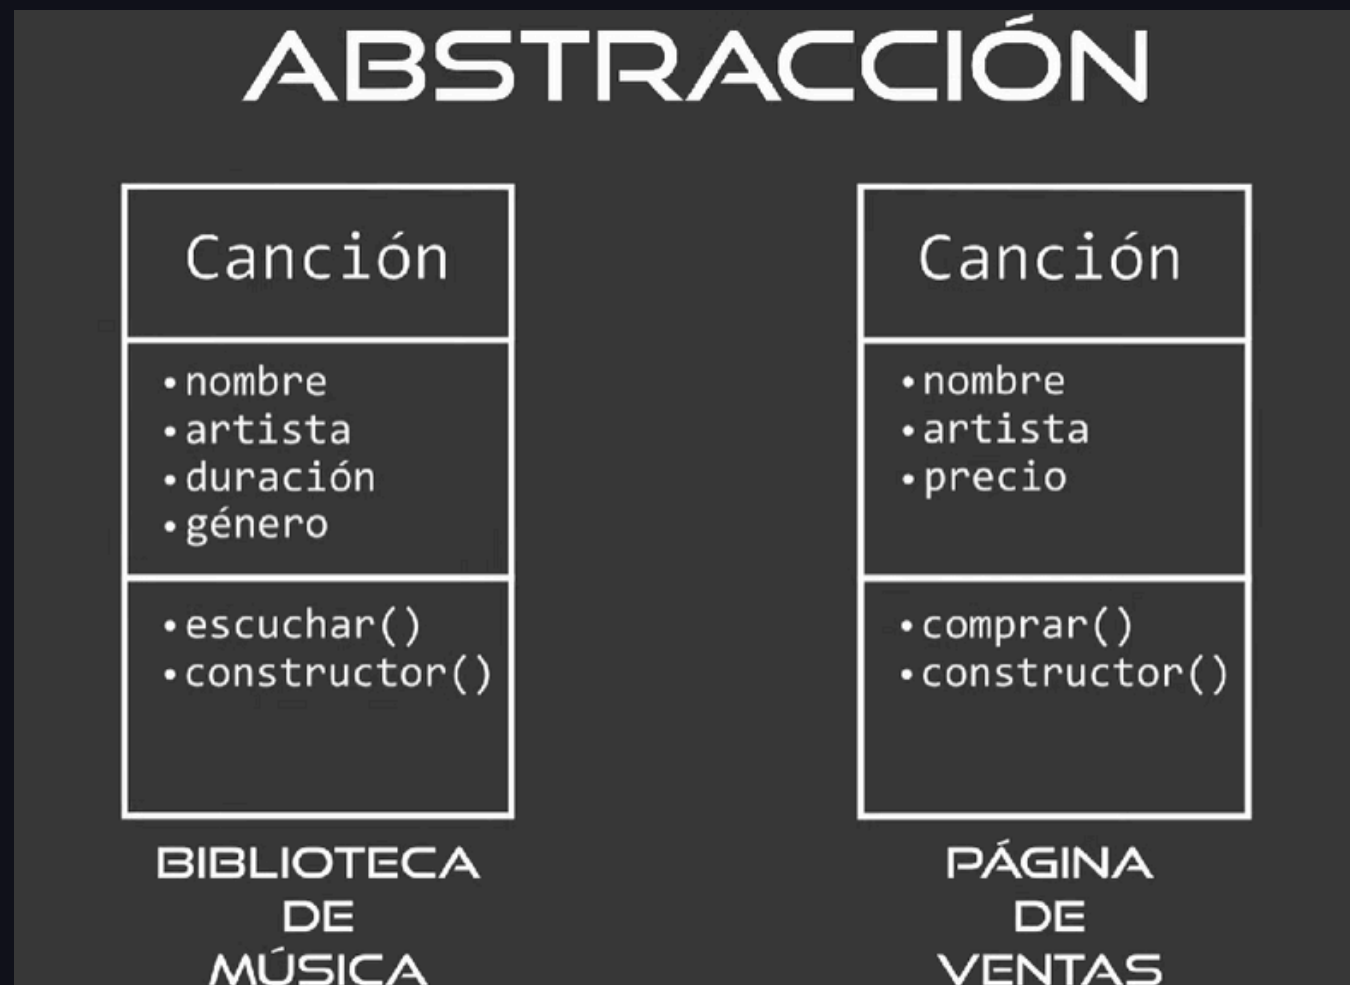 ABSTRACCIÓN
Canción
•nombre
•artista
•duración
•género
•escuchar()
•constructor()
BIBLIOTECA
DE
MÚSICA
Canción
•nombre
•artista
•precio
•comprar()
•constructor()
PÁGINA
DE
VENTAS